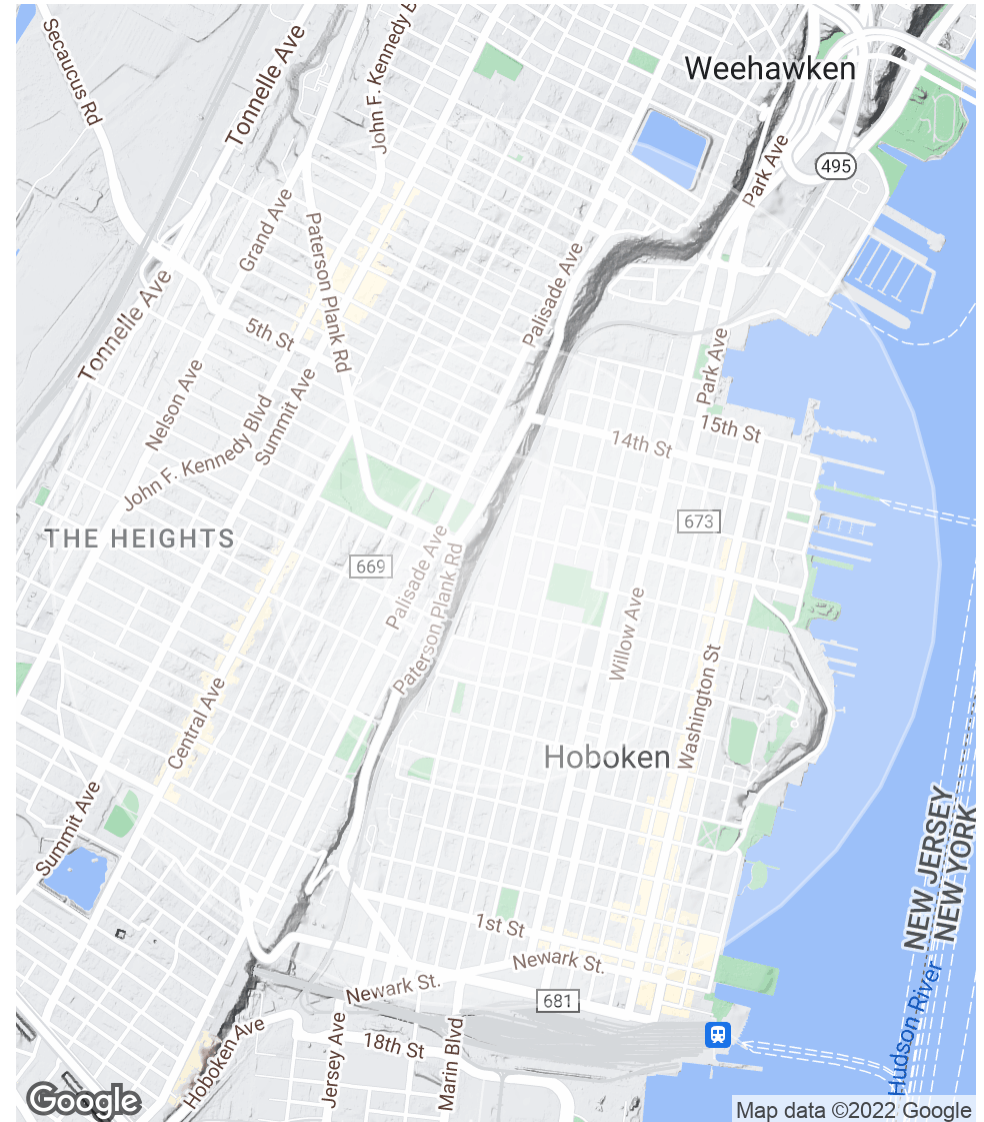 Secaucus Rd
Tonnelle Ave
John F. Kennedy B
Weehawken
495
Park Ave
Grand Ave
Paterson Plank Rd
Palisade Ave
Tonnelle Ave
5th St
Park Ave
Nelson Ave
Summit Ave
John F. Kennedy Blvd
15th St
14th St
673
THE HEIGHTS
669
Palisade Ave
Paterson Plank Rd
Willow Ave
Washington St
Central Ave
Hoboken
Summit Ave
NEW JERSEY
NEW YORK
1st St
Newark St.
Newark St.
681
Hudson River
Hoboken Ave
18th St
Jersey Ave
Marin Blvd
Google
Map data ©2022 Google